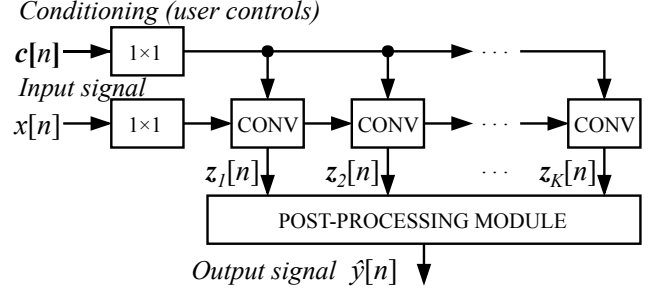 Conditioning (user controls)
c[n] 1×1 · · ·
Input signal
x[n] 1×1 CONV CONV · · · CONV
z1[n] z2[n] · · · zK[n]
POST-PROCESSING MODULE
Output signal ŷ[n]